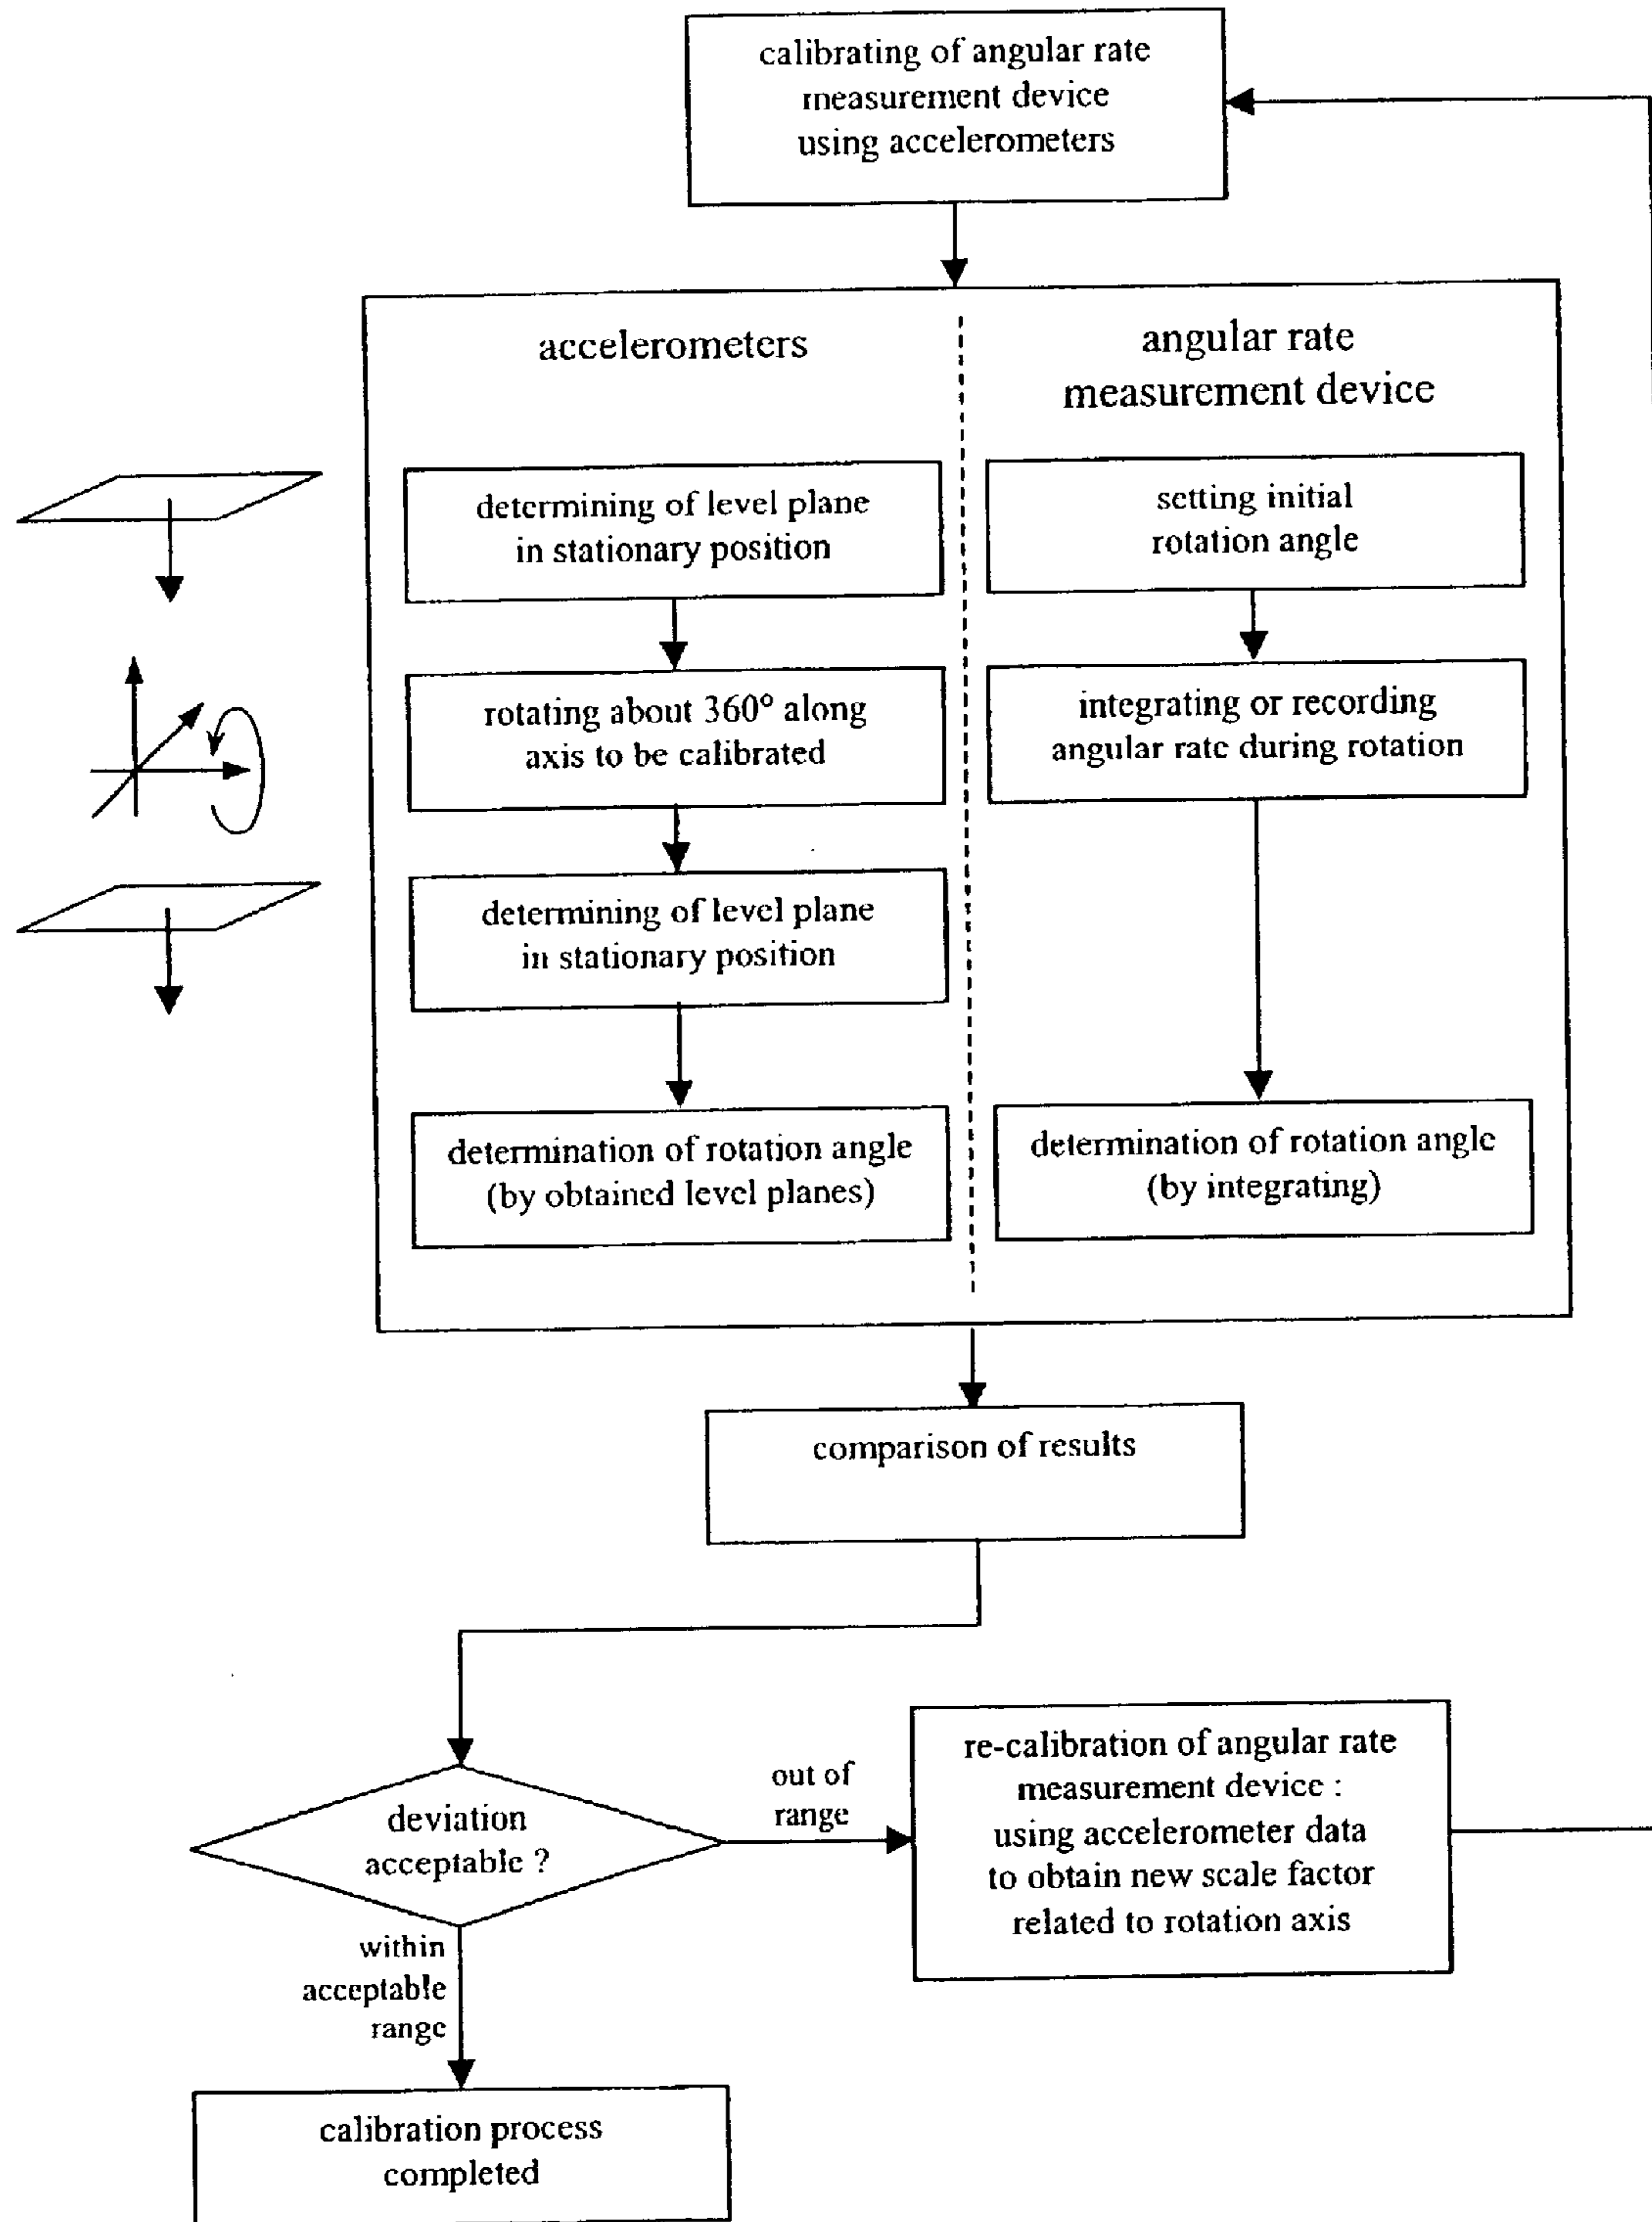 calibrating of angular rate
measurement device
using accelerometers
accelerometers
angular rate
measurement device
determining of level plane
in stationary position
setting initial
rotation angle
rotating about 360° along
axis to be calibrated
integrating or recording
angular rate during rotation
determining of level plane
in stationary position
determination of rotation angle
(by obtained level planes)
determination of rotation angle
(by integrating)
comparison of results
deviation
acceptable ?
out of
range
re-calibration of angular rate
measurement device :
using accelerometer data
to obtain new scale factor
related to rotation axis
within
acceptable
range
calibration process
completed